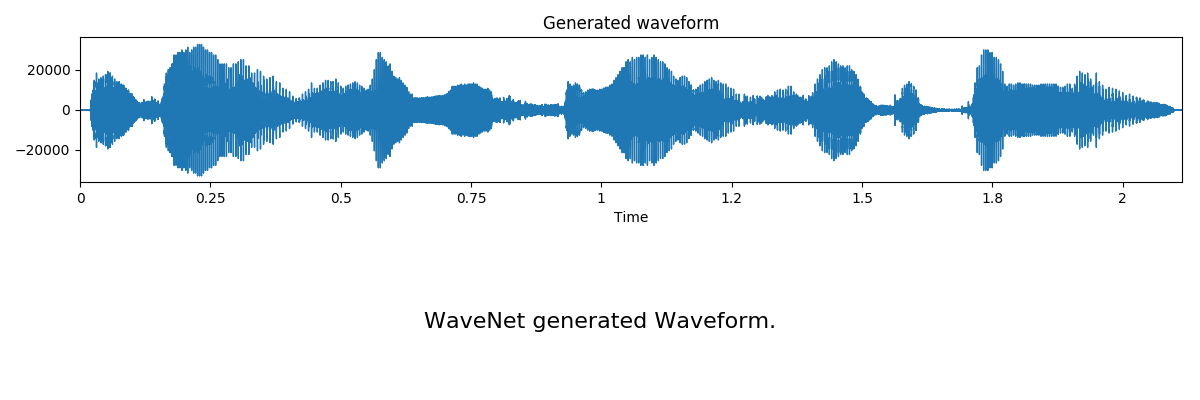 Generated waveform
20000
0
−20000
0 0.25 0.5 0.75 1 1.2 1.5 1.8 2
Time
WaveNet generated Waveform.